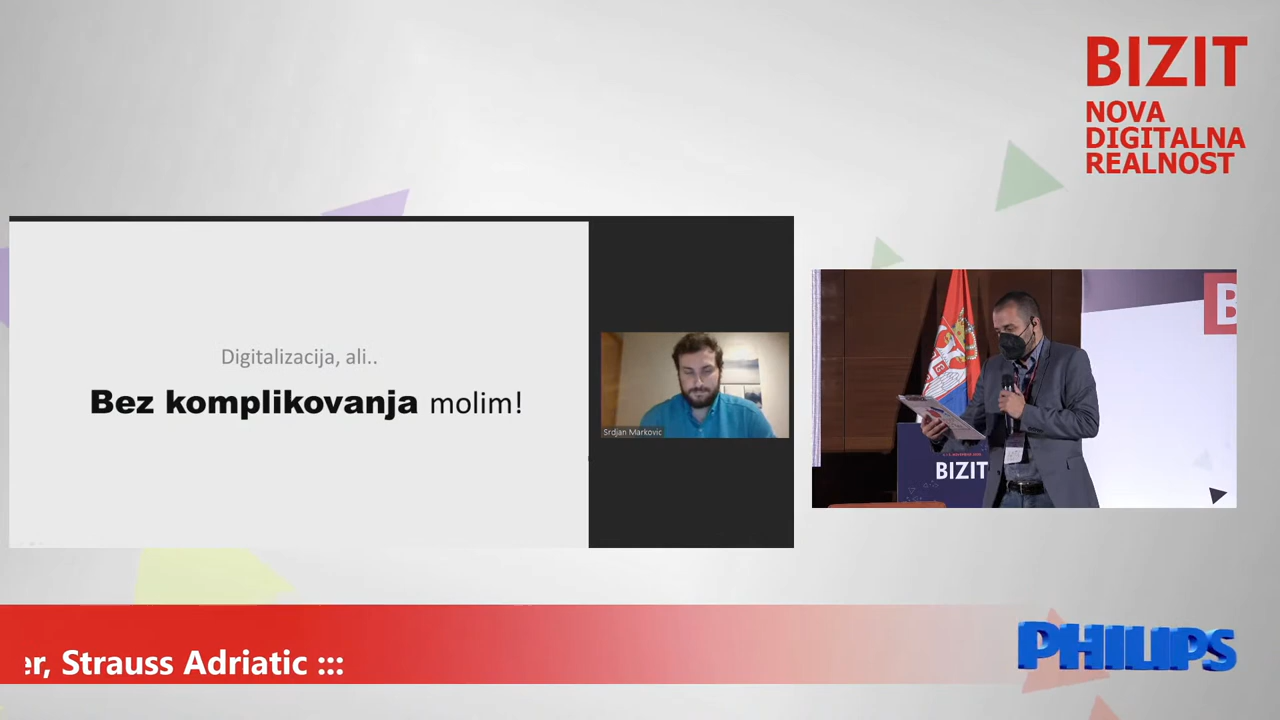 BIZIT
NOVA
DIGITALNA
REALNOST
Digitalizacija, ali..
Bez komplikovanja molim!
Srdjan Markovic
B
BIZIT
er, Strauss Adriatic :::
PHILIPS